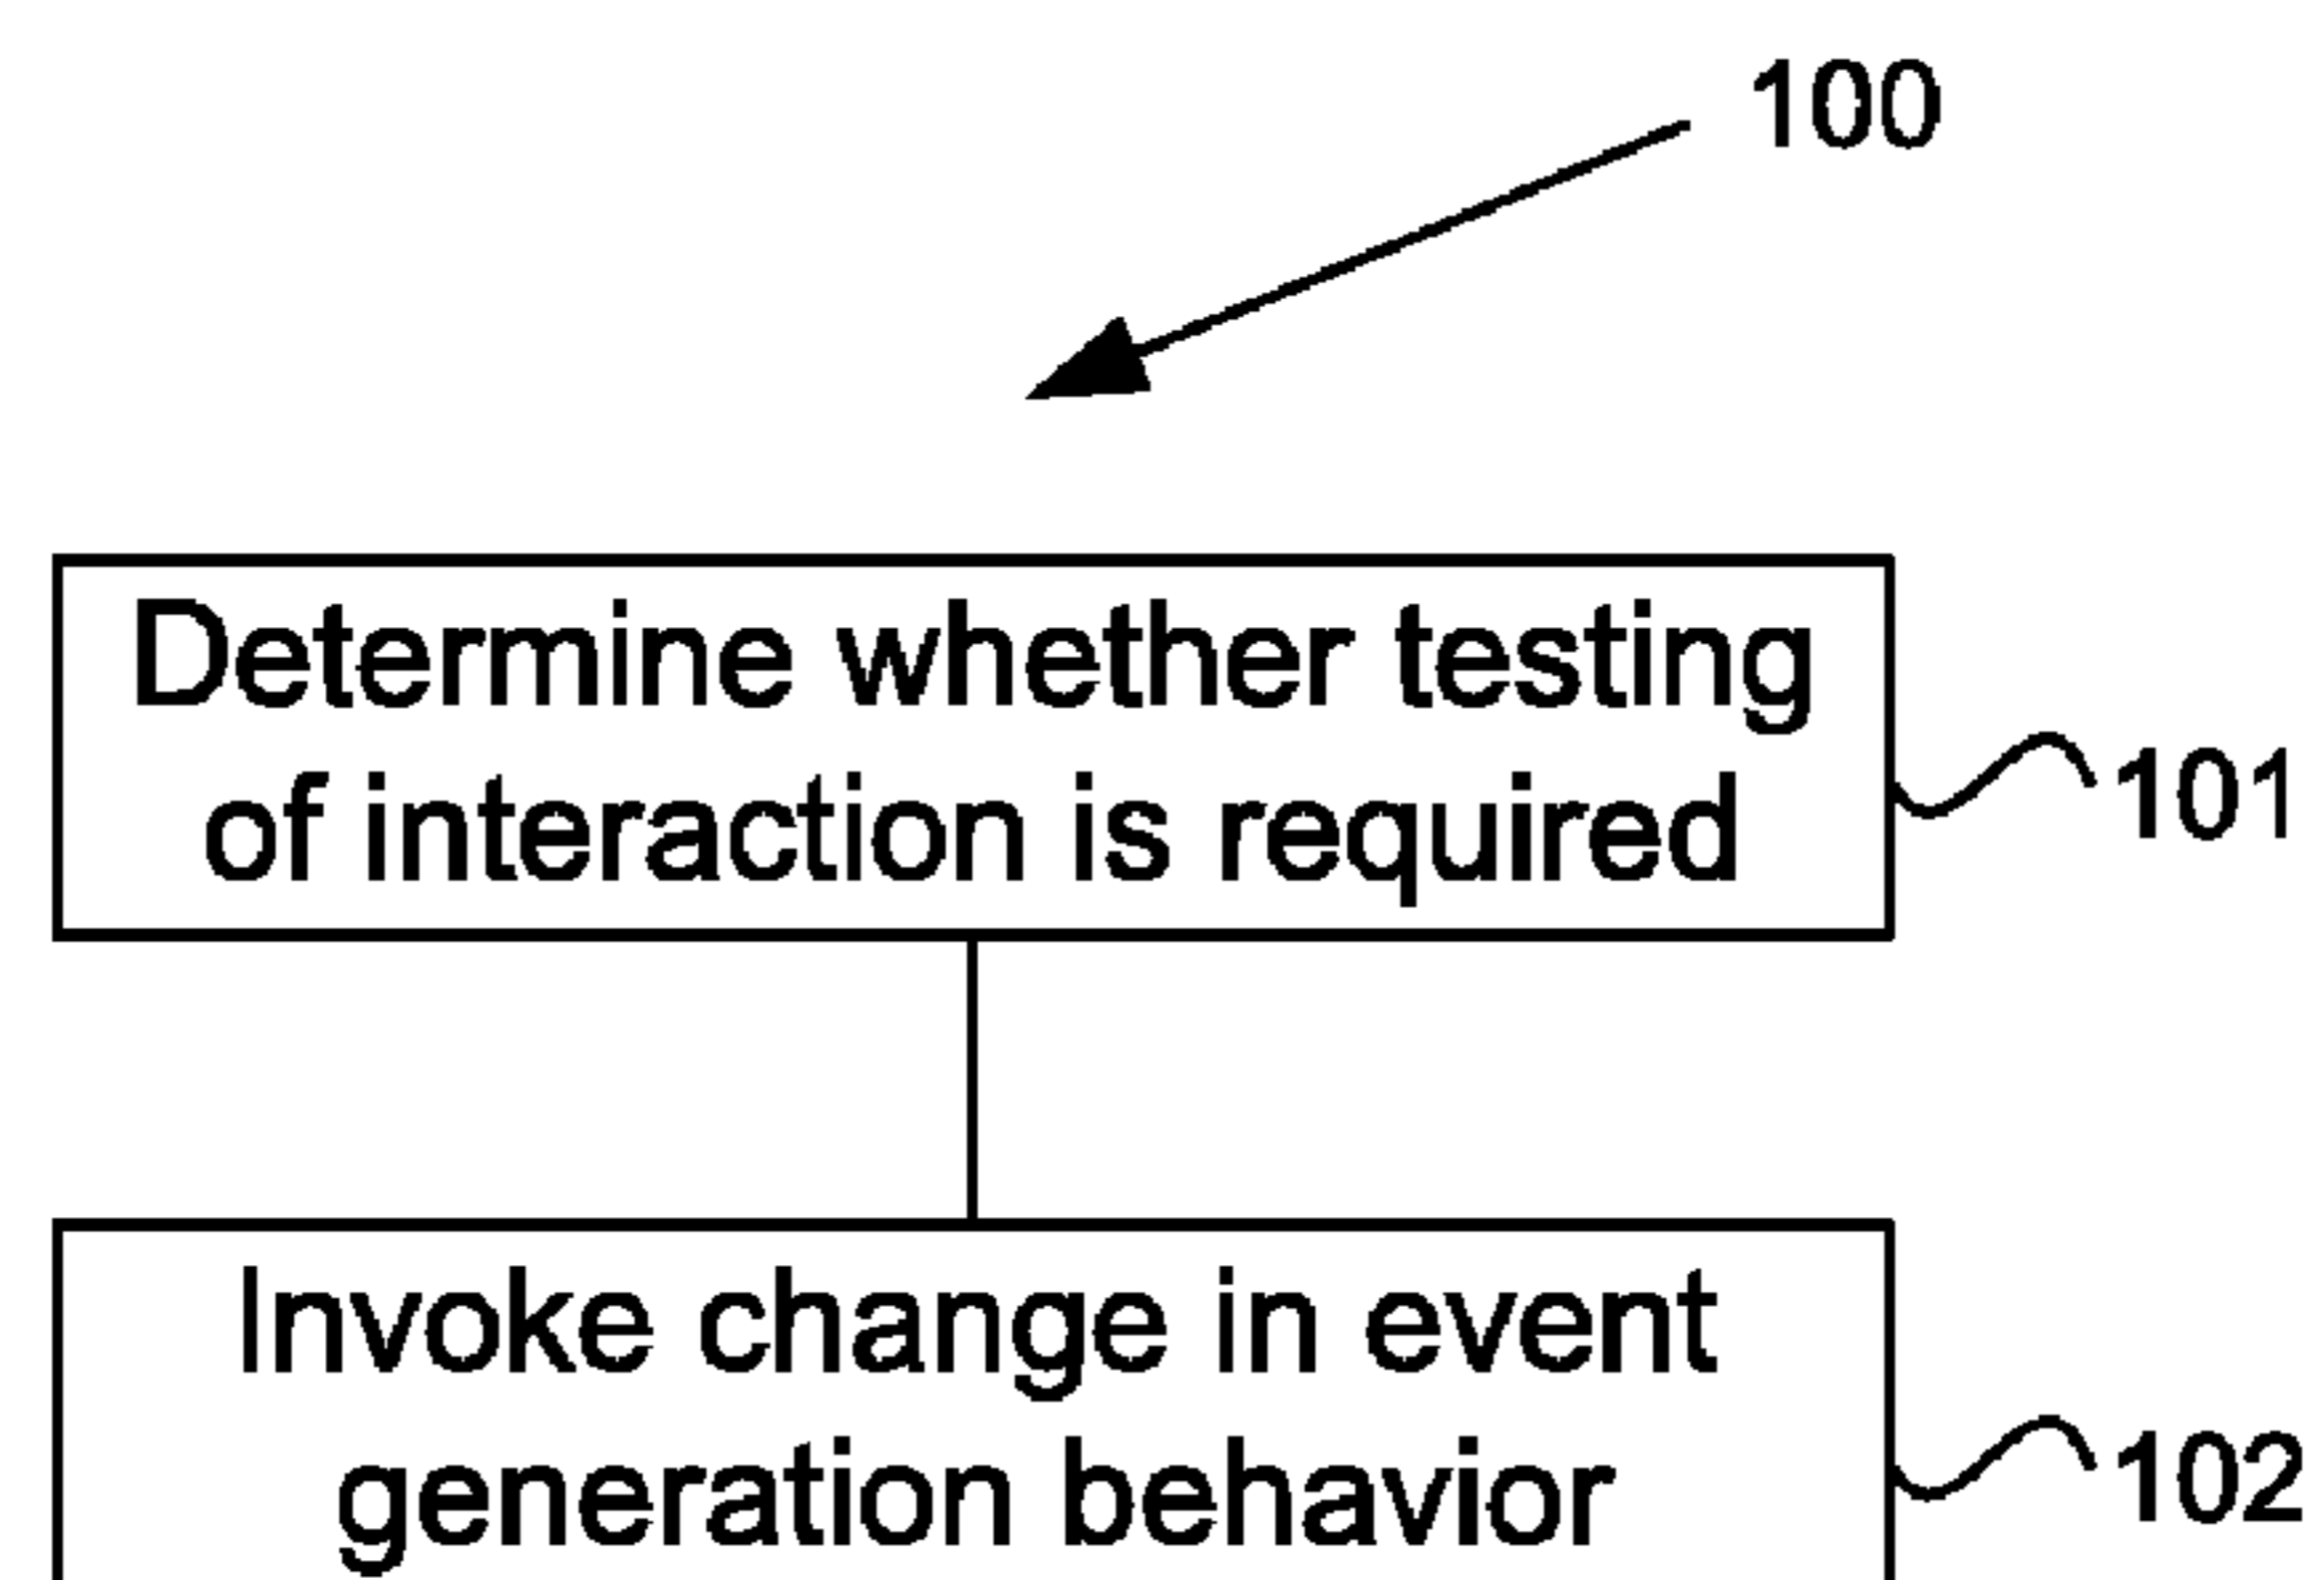 100
Determine whether testing
of interaction is required
101
Invoke change in event
generation behavior
102